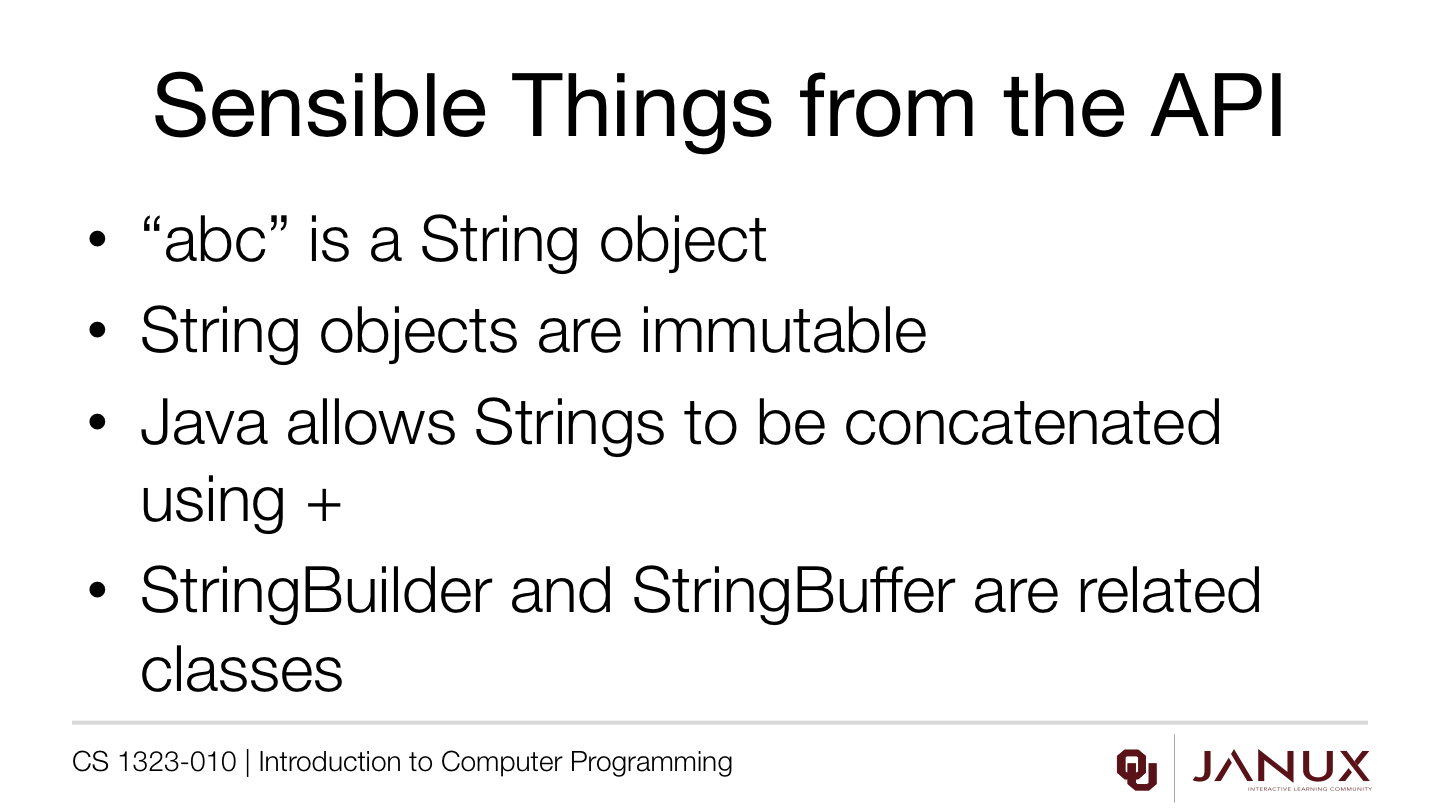 Sensible Things from the API
• “abc” is a String object
• String objects are immutable
• Java allows Strings to be concatenated
using +
• StringBuilder and StringBuffer are related
classes
CS 1323-010 | Introduction to Computer Programming
OU
JANUX
INTERACTIVE LEARNING COMMUNITY